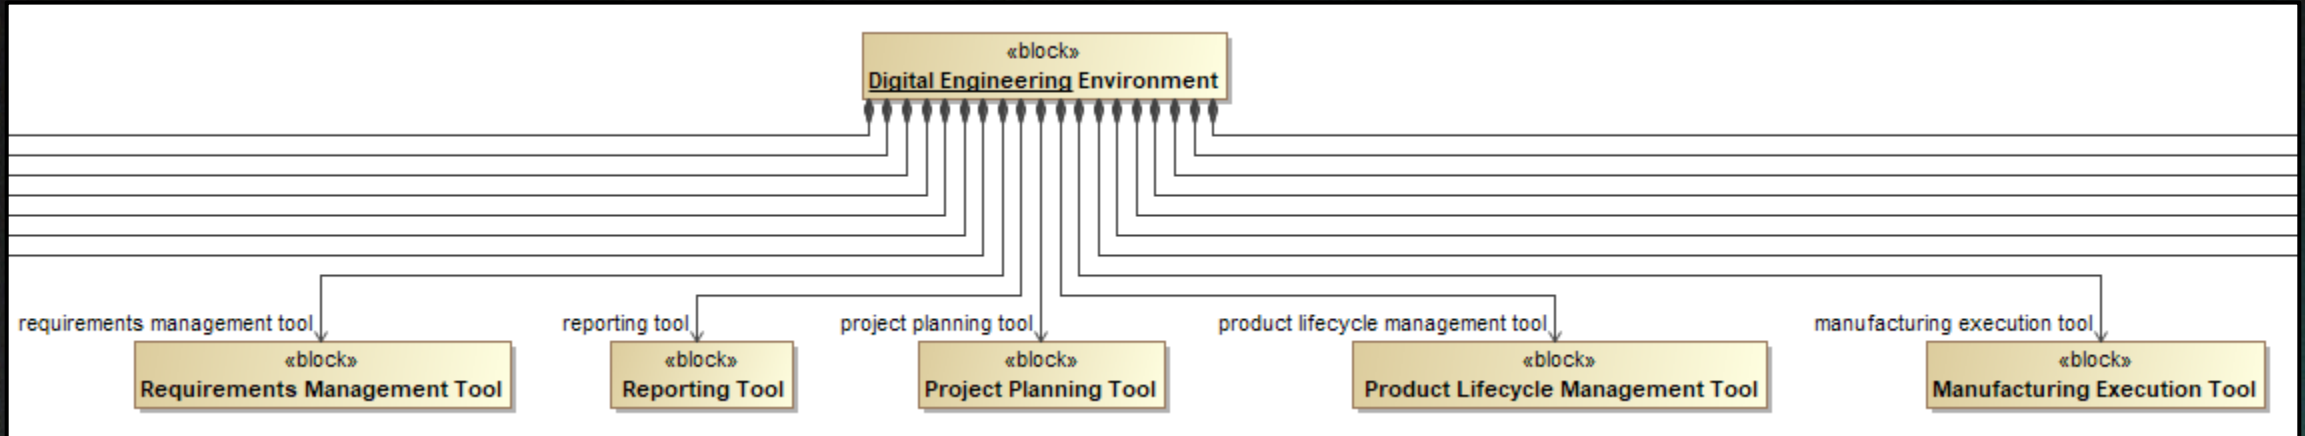 «block»
Digital Engineering Environment
requirements management tool
reporting tool
project planning tool
product lifecycle management tool
manufacturing execution tool
«block»
Requirements Management Tool
«block»
Reporting Tool
«block»
Project Planning Tool
«block»
Product Lifecycle Management Tool
«block»
Manufacturing Execution Tool